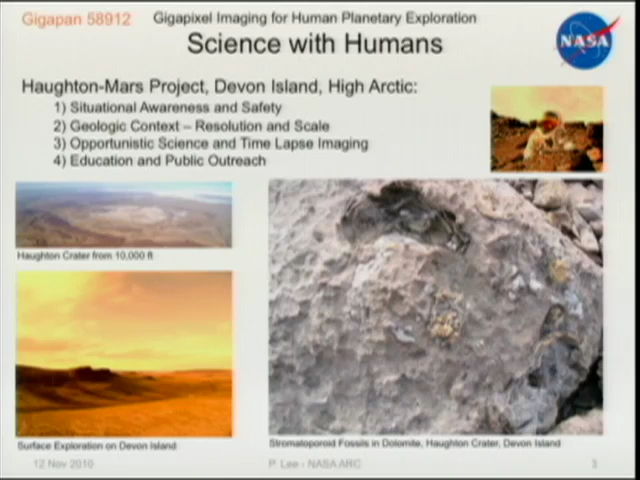 Gigapan 58912
Gigapixel Imaging for Human Planetary Exploration
Science with Humans
NASA
Haughton-Mars Project, Devon Island, High Arctic:
1) Situational Awareness and Safety
2) Geologic Context – Resolution and Scale
3) Opportunistic Science and Time Lapse Imaging
4) Education and Public Outreach
Haughton Crater from 10,000 ft
Surface Exploration on Devon Island
Stromatoporoid Fossils in Dolomite, Haughton Crater, Devon Island
12 Nov 2010
P. Lee - NASA ARC
3